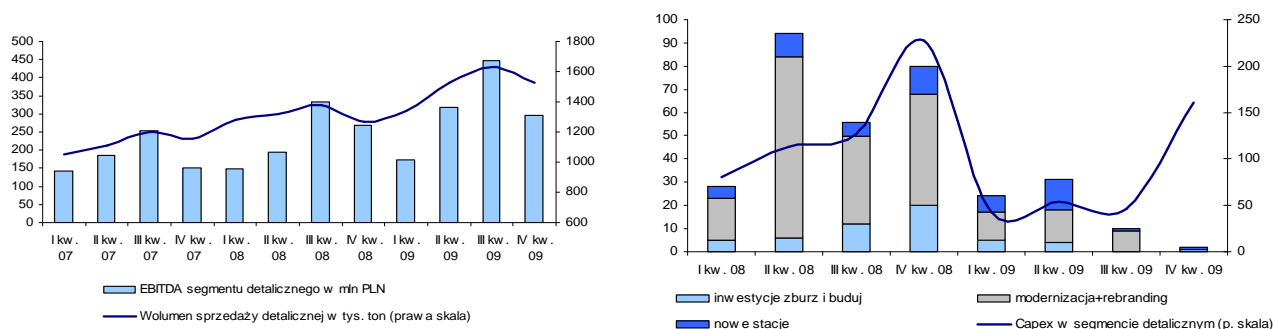 500
450
400
350
300
250
200
150
100
50
0
1800
1600
1400
1200
1000
800
600
I kw. 07
II kw. 07
III kw. 07
IV kw. 07
I kw. 08
II kw. 08
III kw. 08
IV kw. 08
I kw. 09
II kw. 09
III kw. 09
IV kw. 09
EBITDA segmentu detalicznego w mln PLN
Wolumen sprzedaży detalicznej w tys. ton (prawa skala)
100
90
80
70
60
50
40
30
20
10
0
250
200
150
100
50
0
I kw. 08
II kw. 08
III kw. 08
IV kw. 08
I kw. 09
II kw. 09
III kw. 09
IV kw. 09
inwestycje zburz i buduj
modernizacja+rebranding
nowe stacje
Capex w segmencie detalicznym (p. skala)